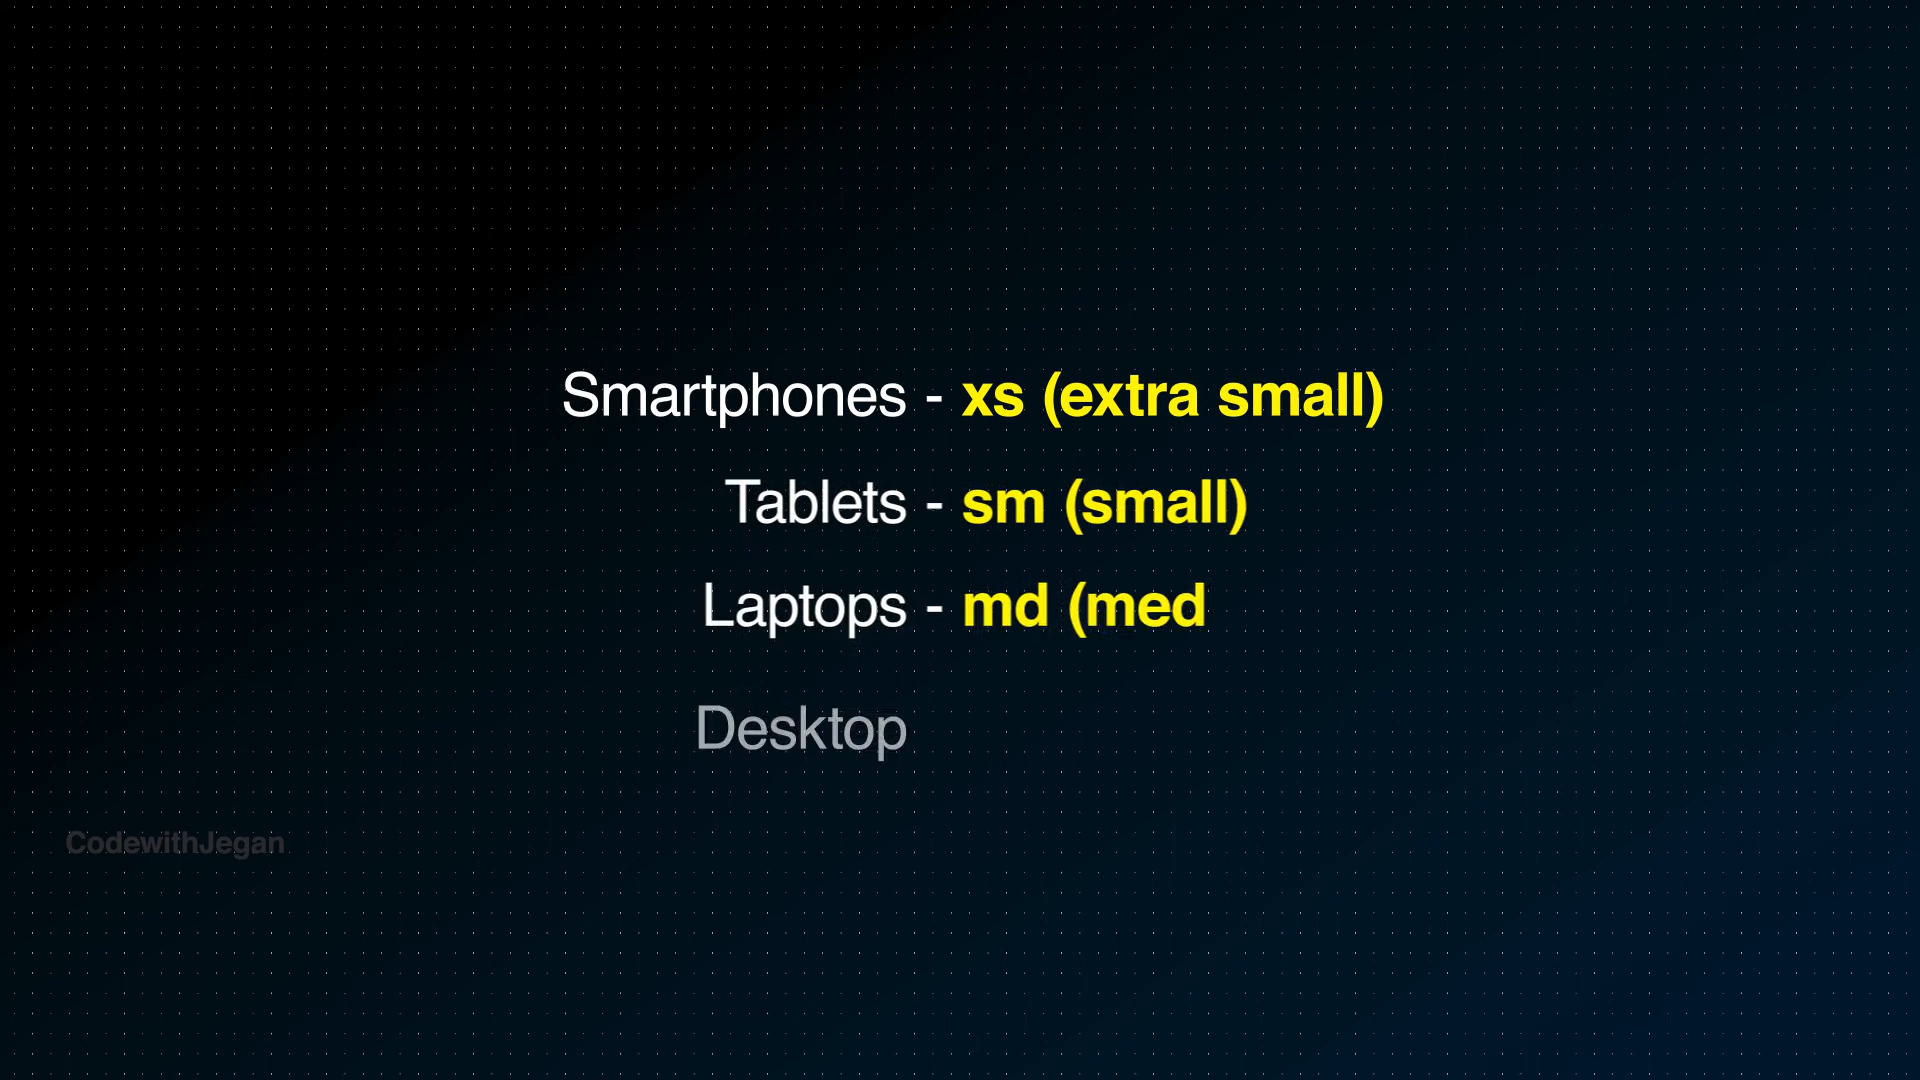 Smartphones - xs (extra small)
Tablets - sm (small)
Laptops - md (med
Desktop
CodewithJegan